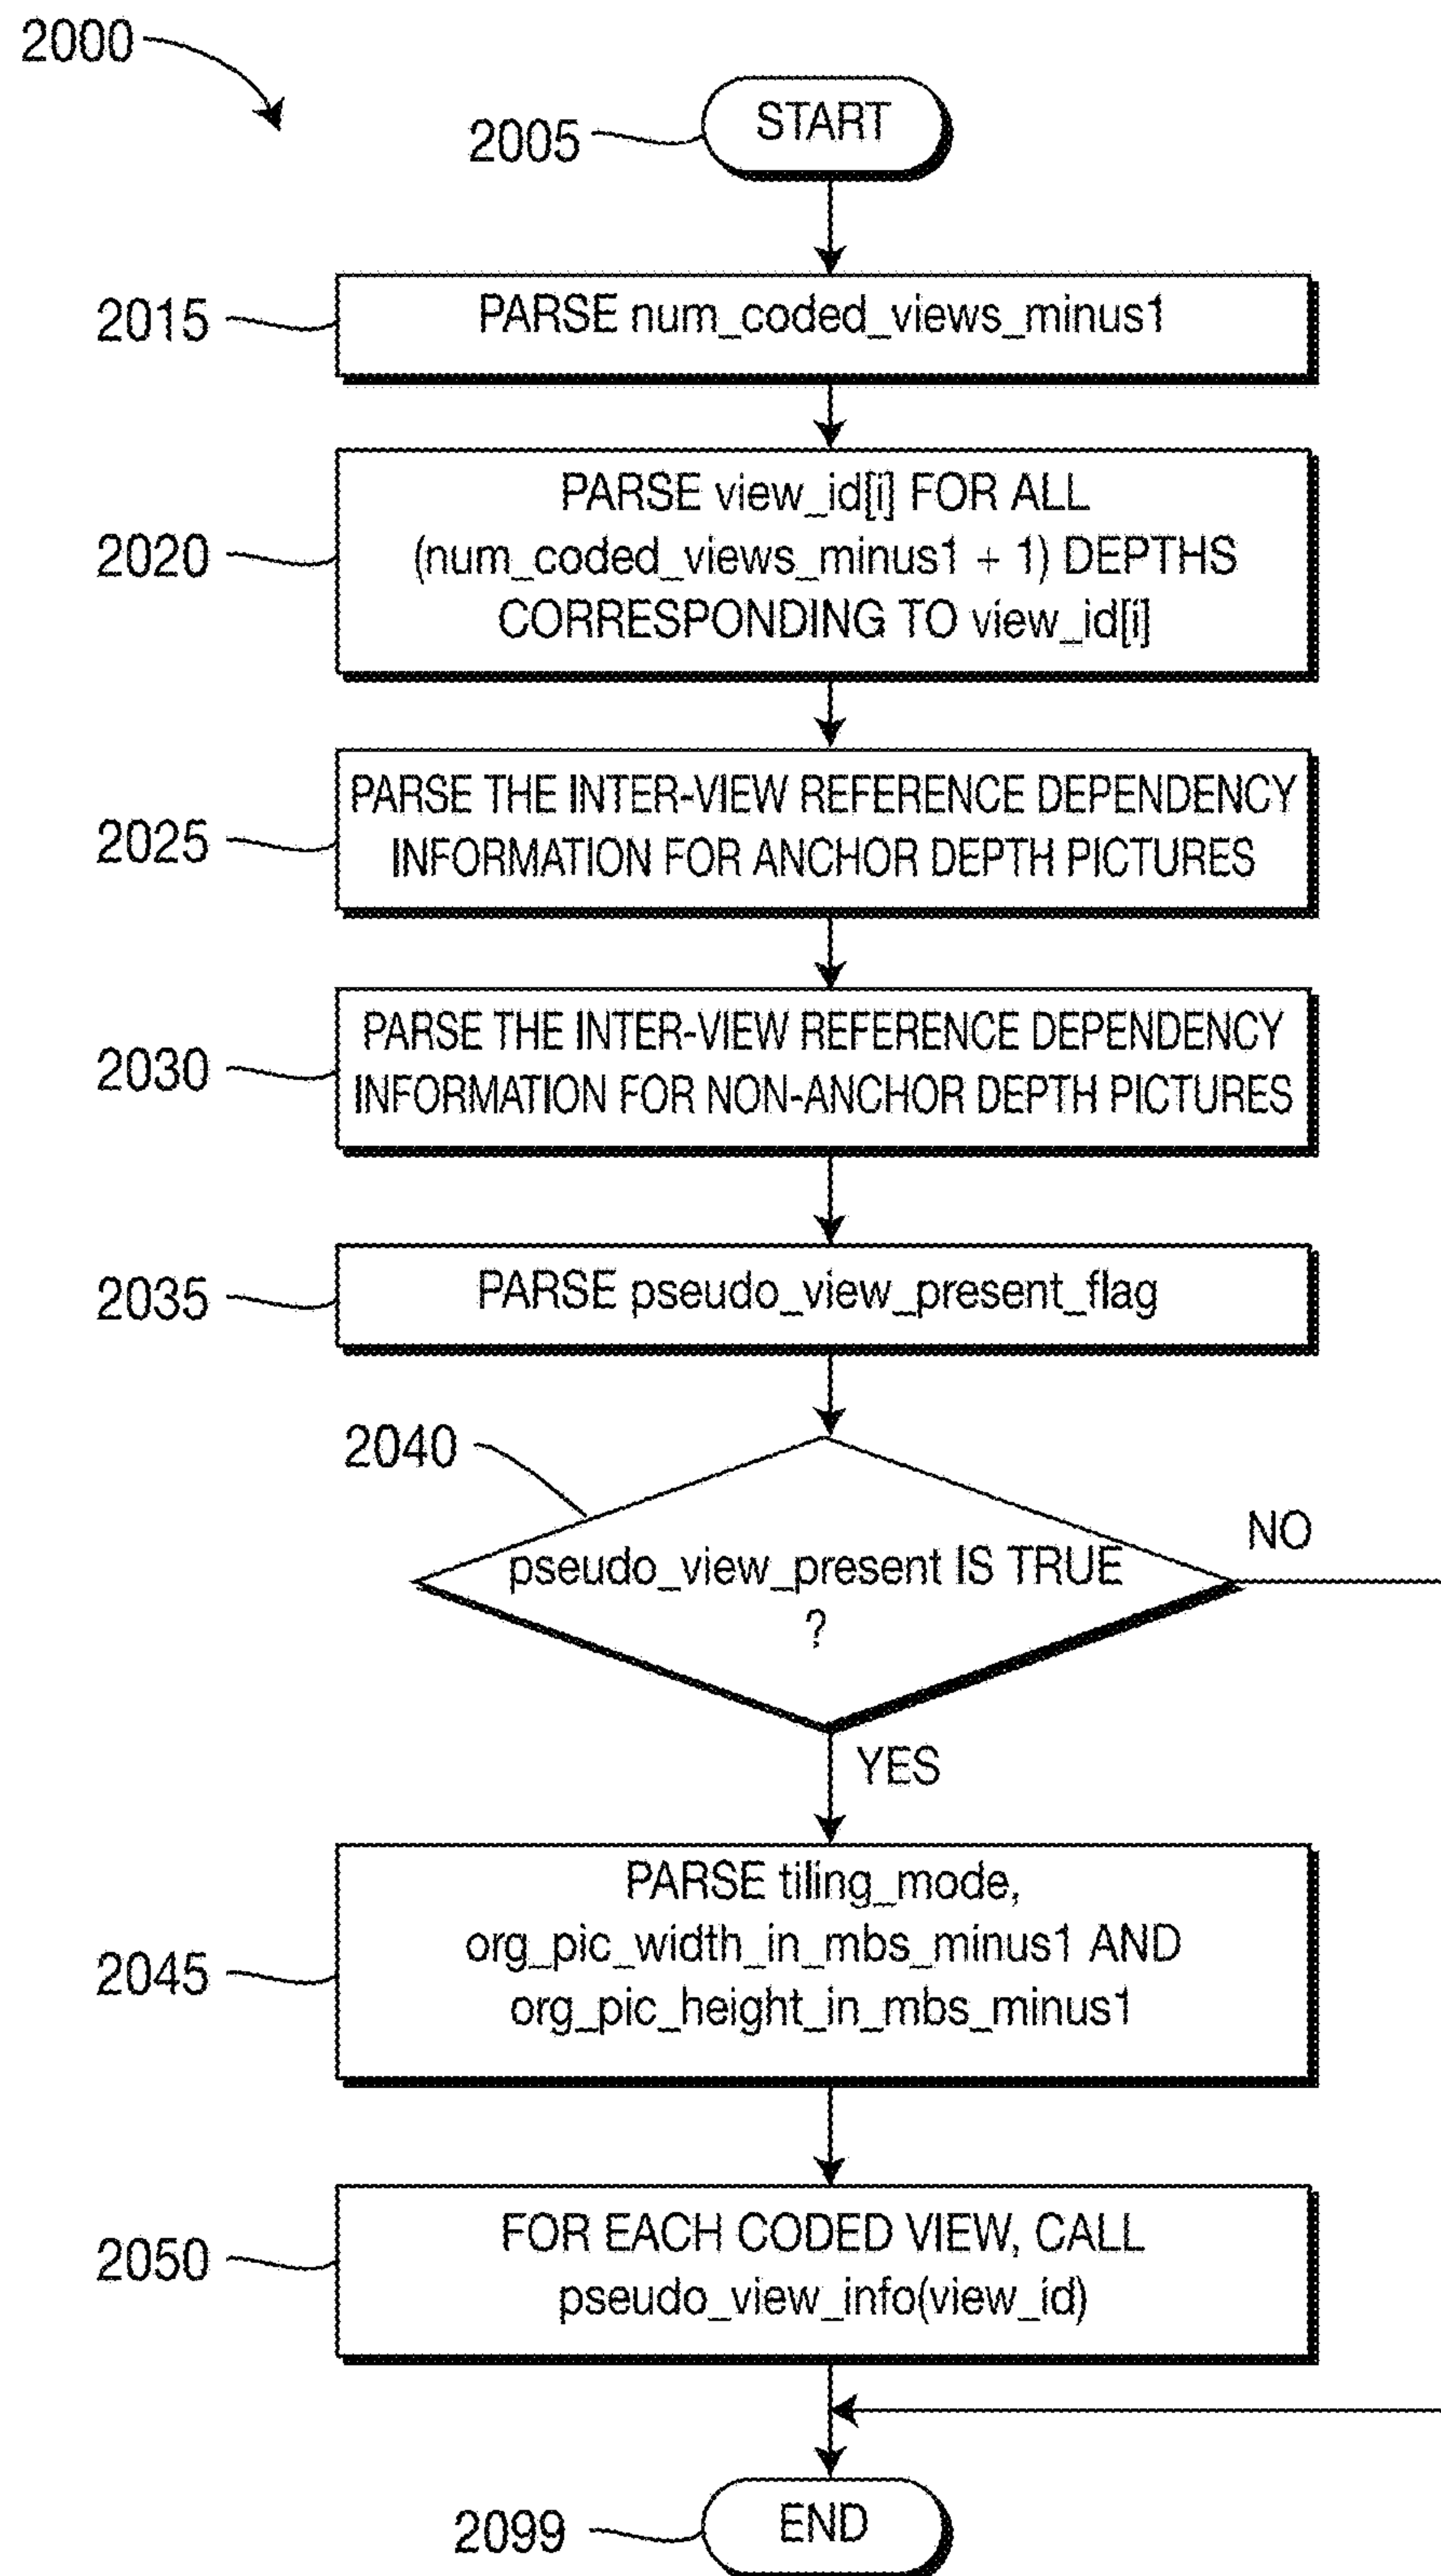 2000
2005
START
2015
PARSE num_coded_views_minus1
2020
PARSE view_id[i] FOR ALL
(num_coded_views_minus1 + 1) DEPTHS
CORRESPONDING TO view_id[i]
2025
PARSE THE INTER-VIEW REFERENCE DEPENDENCY
INFORMATION FOR ANCHOR DEPTH PICTURES
2030
PARSE THE INTER-VIEW REFERENCE DEPENDENCY
INFORMATION FOR NON-ANCHOR DEPTH PICTURES
2035
PARSE pseudo_view_present_flag
2040
pseudo_view_present IS TRUE
?
NO
YES
2045
PARSE tiling_mode,
org_pic_width_in_mbs_minus1 AND
org_pic_height_in_mbs_minus1
2050
FOR EACH CODED VIEW, CALL
pseudo_view_info(view_id)
2099
END